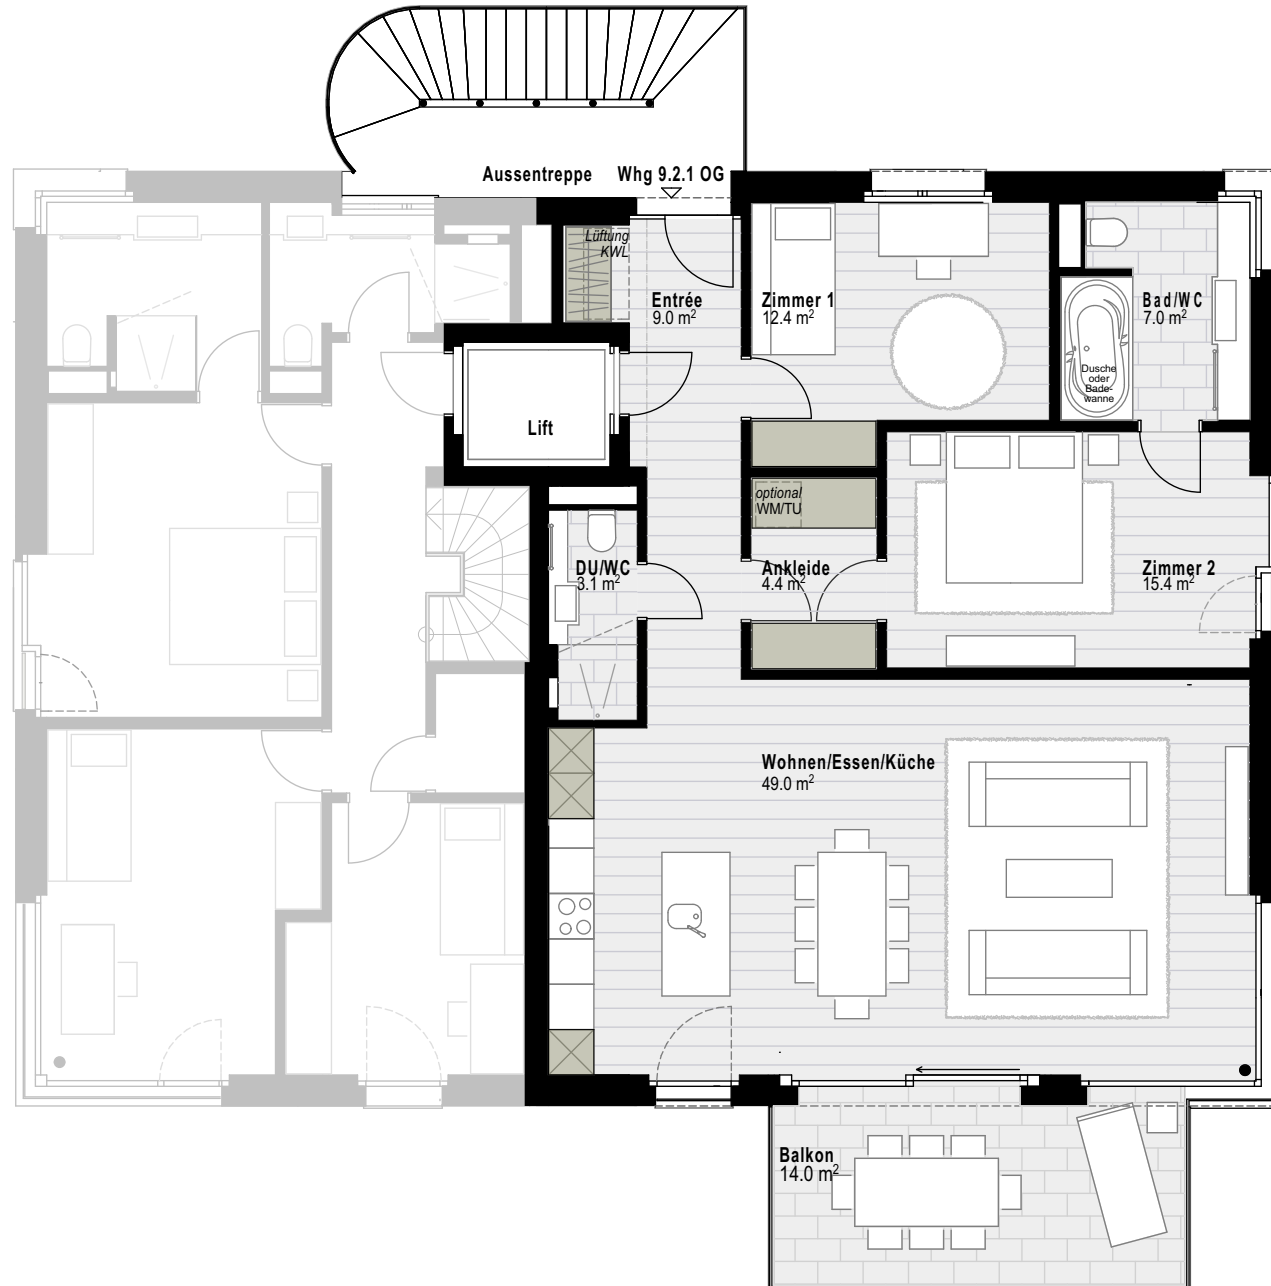 Aussentreppe Whg 9.2.1 OG
Lüftung
KWL
Entrée
9.0 m²
Zimmer 1
12.4 m²
Bad/WC
7.0 m²
Dusche
oder
Bade-
wanne
Lift
optional
WM/TU
DU/WC
3.1 m²
Ankleide
4.4 m²
Zimmer 2
15.4 m²
Wohnen/Essen/Küche
49.0 m²
Balkon
14.0 m²